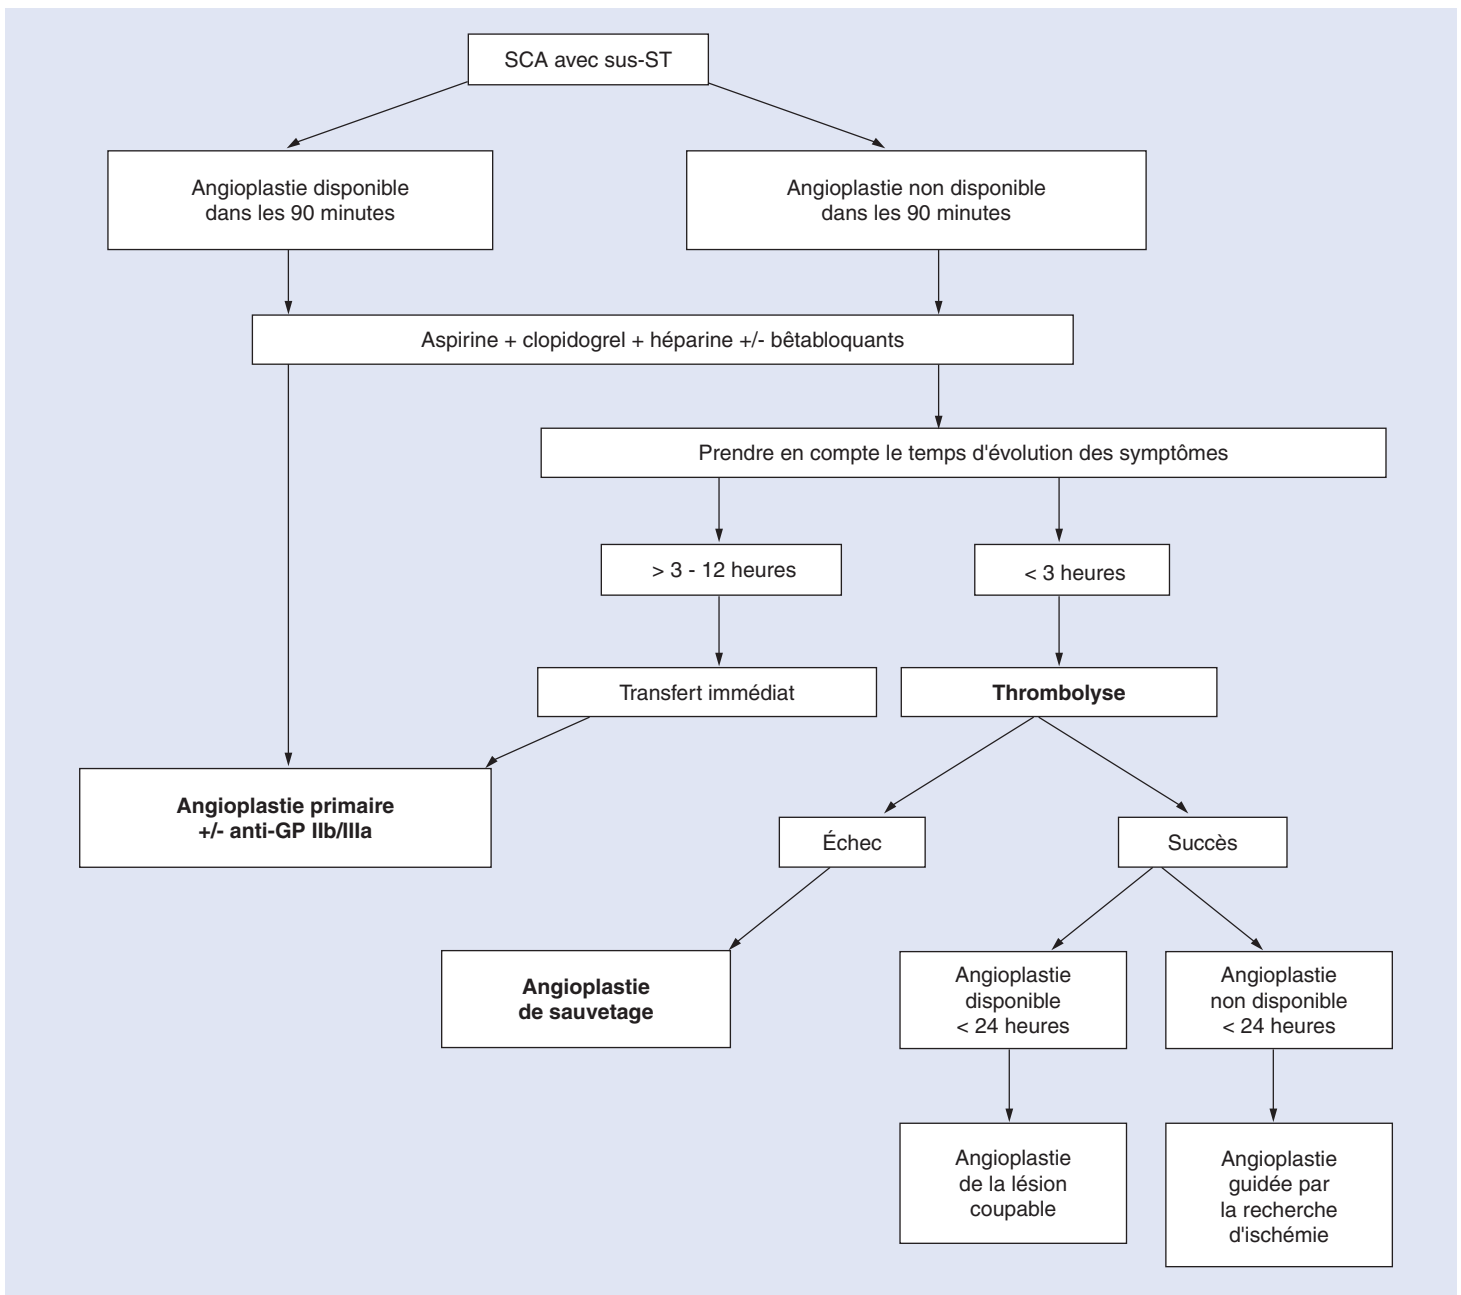 SCA avec sus-ST
Angioplastie disponible
dans les 90 minutes
Angioplastie non disponible
dans les 90 minutes
Aspirine + clopidogrel + héparine +/- bêtabloquants
Prendre en compte le temps d'évolution des symptômes
> 3 - 12 heures
< 3 heures
Transfert immédiat
Thrombolyse
Angioplastie primaire
+/- anti-GP IIb/IIIa
Échec
Succès
Angioplastie
de sauvetage
Angioplastie
disponible
< 24 heures
Angioplastie
non disponible
< 24 heures
Angioplastie
de la lésion
coupable
Angioplastie
guidée par
la recherche
d'ischémie